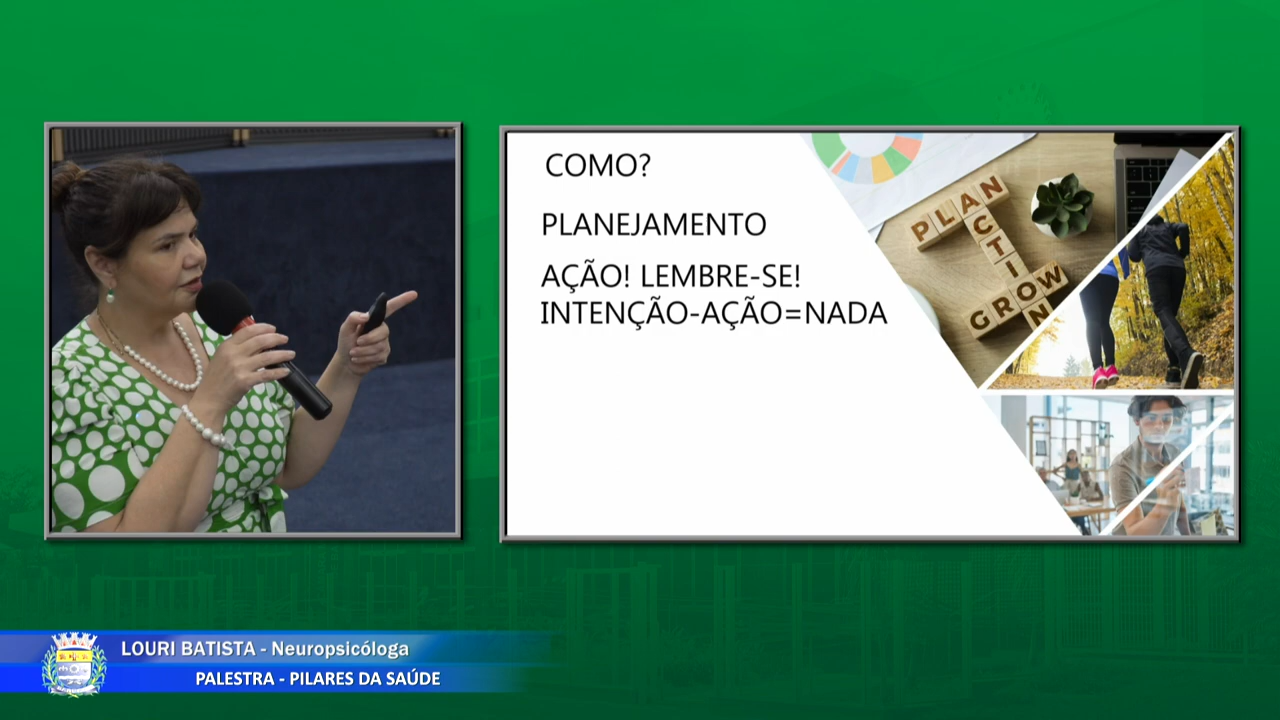 COMO?
PLANEJAMENTO
AÇÃO! LEMBRE-SE!
INTENÇÃO-AÇÃO=NADA
PLAN
ACTION
GROW
LOURI BATISTA - Neuropsicóloga
PALESTRA - PILARES DA SAÚDE